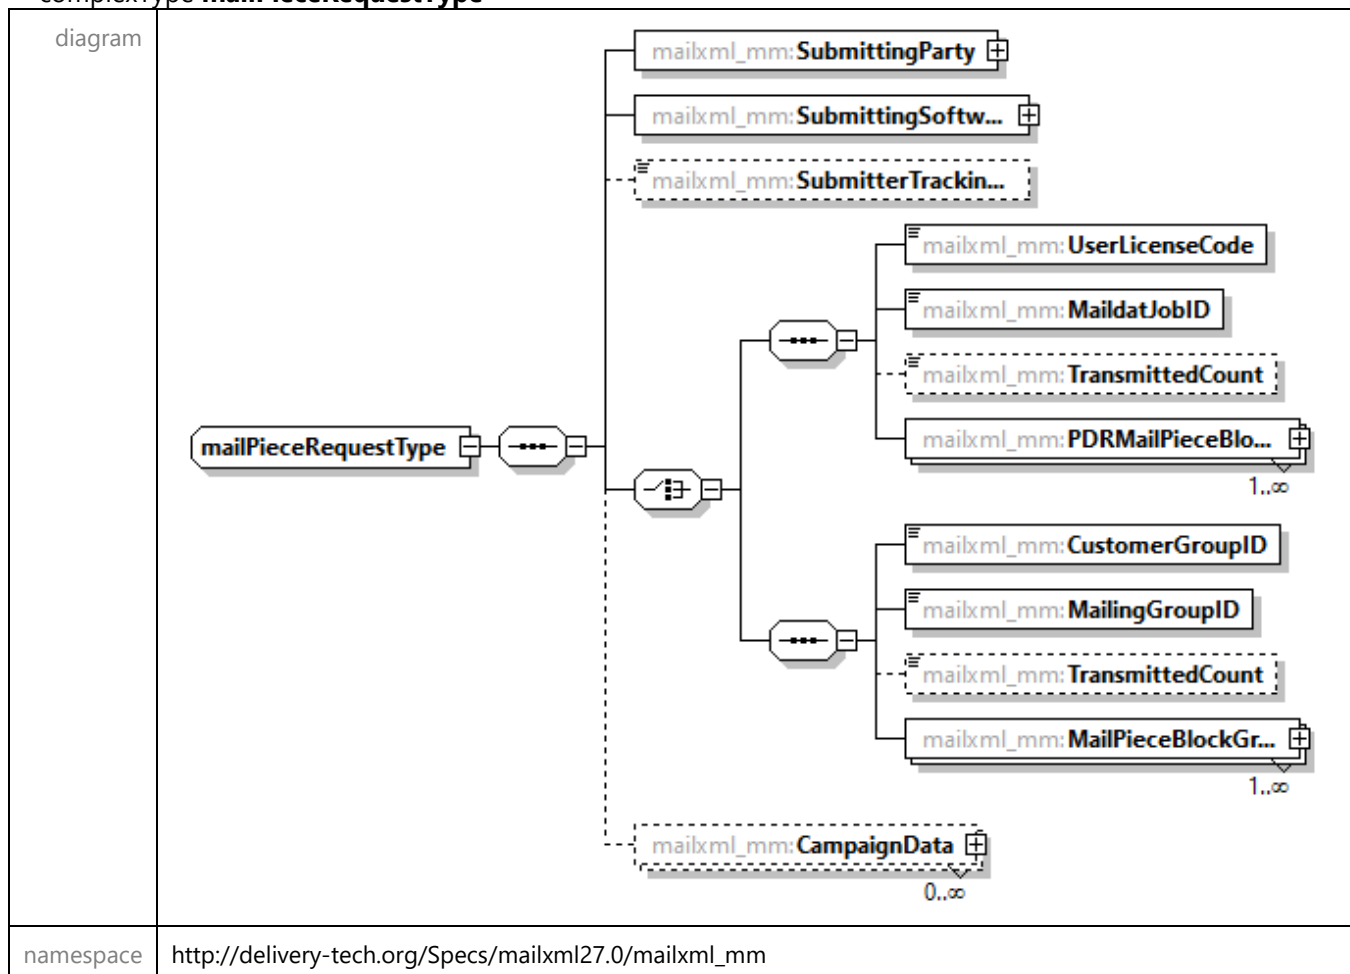 complexType mailPieceRequestType
diagram
mailxml_mm:SubmittingParty
mailxml_mm:SubmittingSoftw...
mailxml_mm:SubmitterTrackin...
mailxml_mm:UserLicenseCode
mailxml_mm:MaildatJobID
mailxml_mm:TransmittedCount
mailxml_mm:PDRMailPieceBlo...
1..∞
mailPieceRequestType
mailxml_mm:CustomerGroupID
mailxml_mm:MailingGroupID
mailxml_mm:TransmittedCount
mailxml_mm:MailPieceBlockGr...
1..∞
mailxml_mm:CampaignData
0..∞
namespace http://delivery-tech.org/Specs/mailxml27.0/mailxml_mm